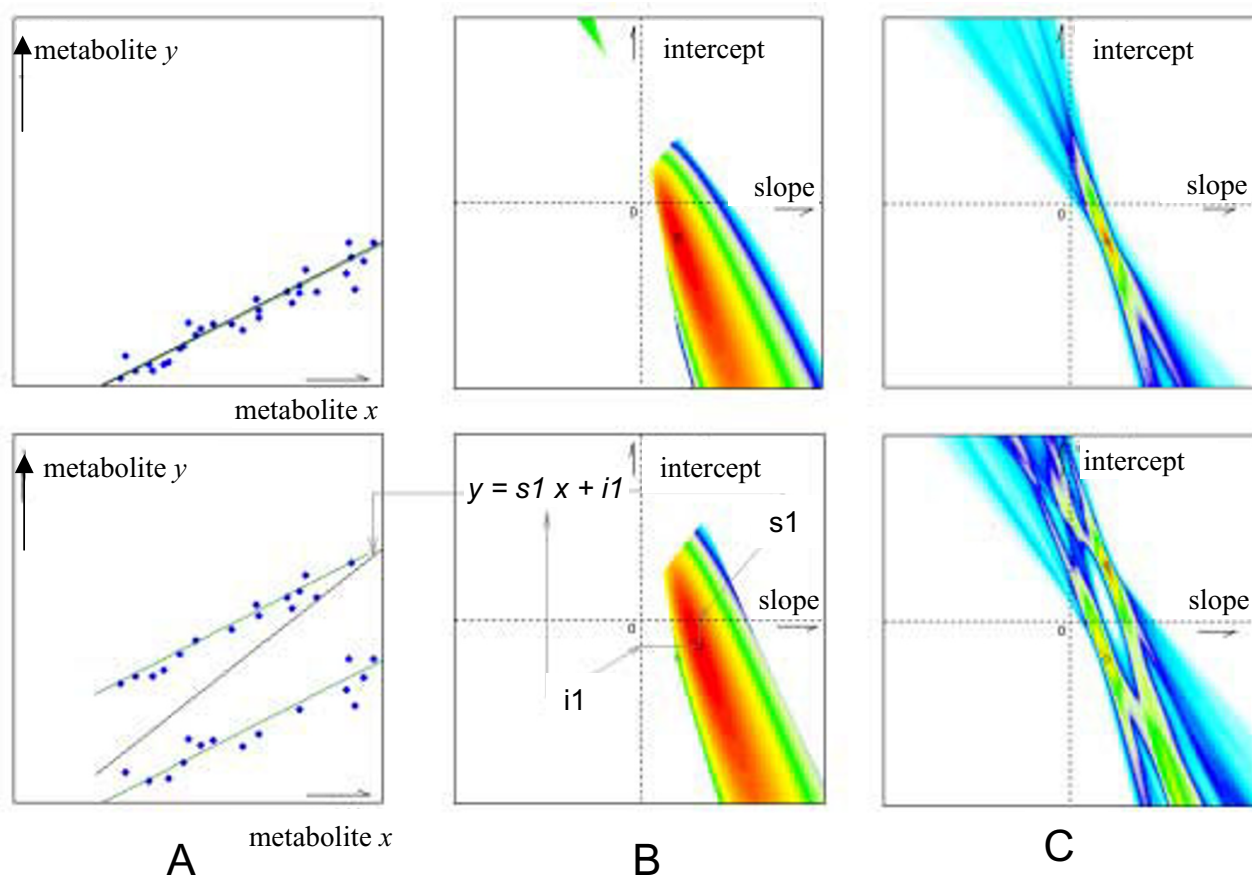 metabolite y
intercept
slope
0
intercept
slope
0
metabolite x
metabolite y
y = s1 x + i1
intercept
s1
slope
0
i1
intercept
slope
0
metabolite x
A
B
C